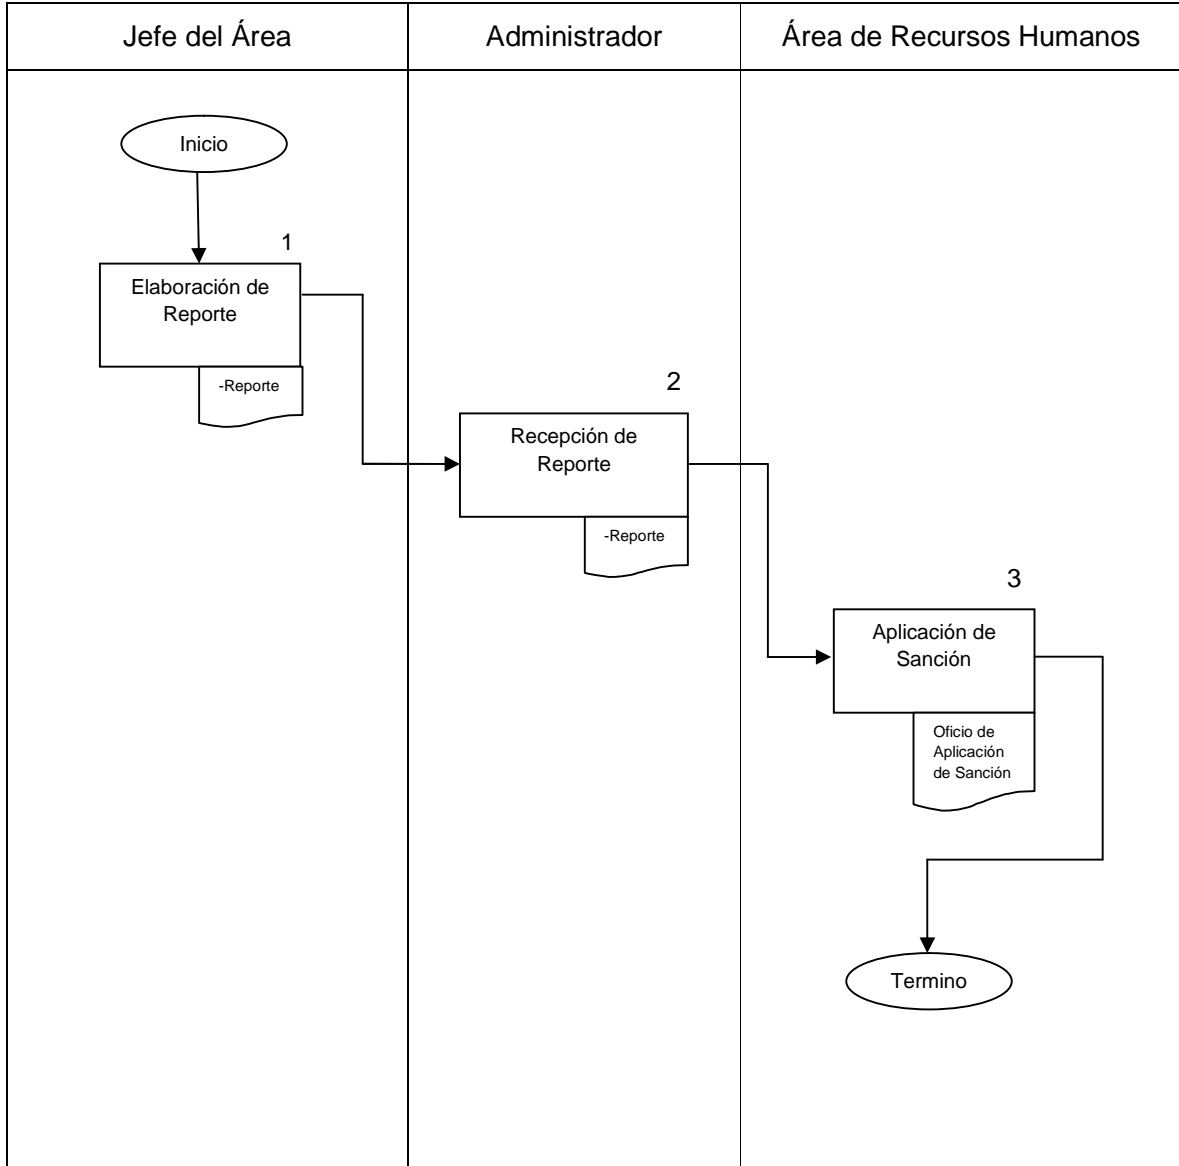 Jefe del Área
Administrador
Área de Recursos Humanos
Inicio
1
Elaboración de
Reporte
-Reporte
2
Recepción de
Reporte
-Reporte
3
Aplicación de
Sanción
Oficio de
Aplicación
de Sanción
Termino